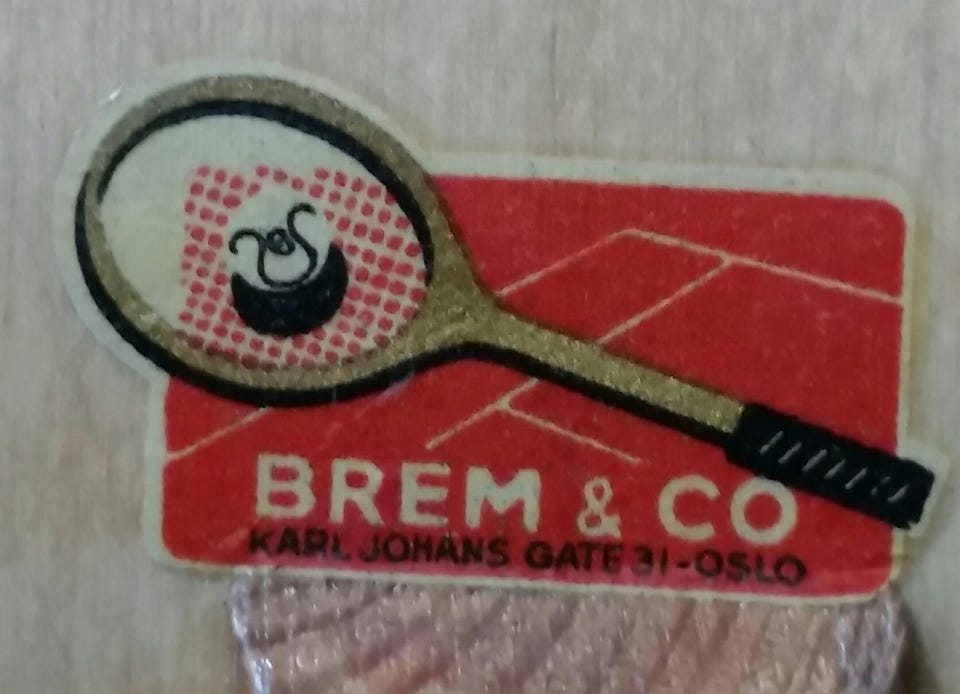 BREM & CO
KARL JOHANS GATE 31-OSLO